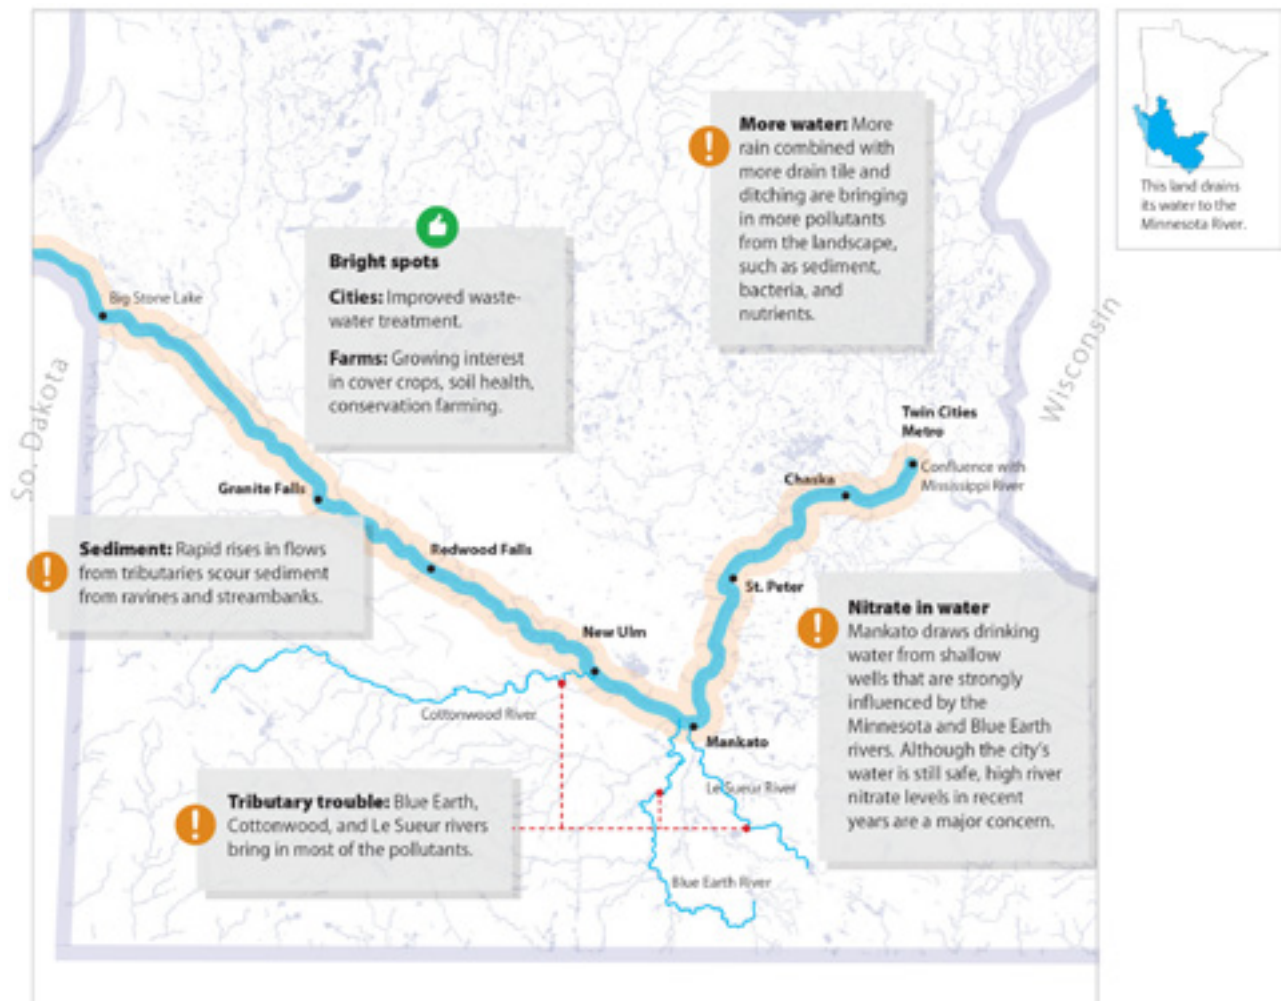 More water: More
rain combined with
more drain tile and
ditching are bringing
in more pollutants
from the landscape,
such as sediment,
bacteria, and
nutrients.
This land drains
its water to the
Minnesota River.
Bright spots
Cities: Improved waste-
water treatment.
Farms: Growing interest
in cover crops, soil health,
conservation farming.
Big Stone Lake
So. Dakota
Wisconsin
Twin Cities
Metro
Confluence with
Mississippi River
Chaska
Granite Falls
Sediment: Rapid rises in flows
from tributaries scour sediment
from ravines and streambanks.
Redwood Falls
St. Peter
New Ulm
Nitrate in water
Mankato draws drinking
water from shallow
wells that are strongly
influenced by the
Minnesota and Blue Earth
rivers. Although the city's
water is still safe, high river
nitrate levels in recent
years are a major concern.
Cottonwood River
Mankato
Le Sueur River
Tributary trouble: Blue Earth,
Cottonwood, and Le Sueur rivers
bring in most of the pollutants.
Blue Earth River